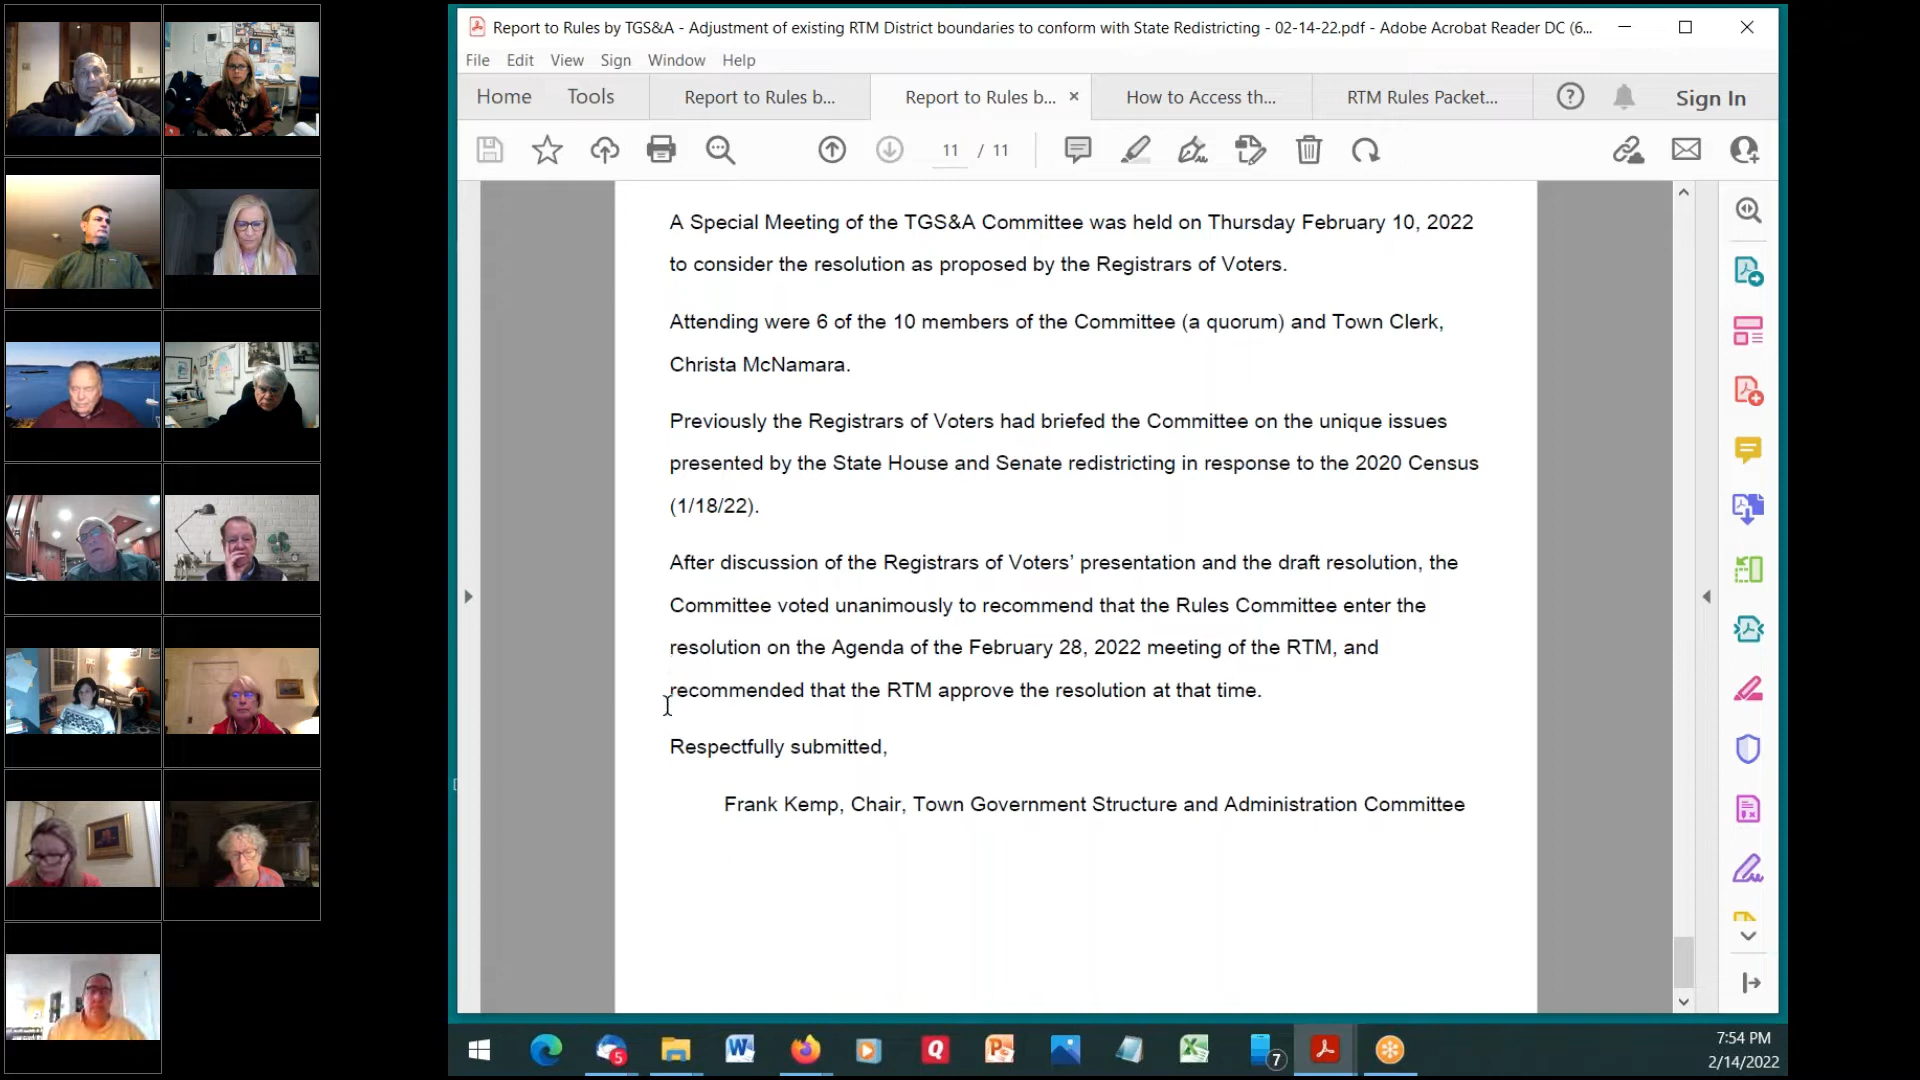 Report to Rules by TGS&A - Adjustment of existing RTM District boundaries to conform with State Redistricting - 02-14-22.pdf - Adobe Acrobat Reader DC (6...
File Edit View Sign Window Help
Home Tools Report to Rules b... Report to Rules b... How to Access th... RTM Rules Packet... Sign In
11 / 11
A Special Meeting of the TGS&A Committee was held on Thursday February 10, 2022
to consider the resolution as proposed by the Registrars of Voters.
Attending were 6 of the 10 members of the Committee (a quorum) and Town Clerk,
Christa McNamara.
Previously the Registrars of Voters had briefed the Committee on the unique issues
presented by the State House and Senate redistricting in response to the 2020 Census
(1/18/22).
After discussion of the Registrars of Voters’ presentation and the draft resolution, the
Committee voted unanimously to recommend that the Rules Committee enter the
resolution on the Agenda of the February 28, 2022 meeting of the RTM, and
recommended that the RTM approve the resolution at that time.
Respectfully submitted,
Frank Kemp, Chair, Town Government Structure and Administration Committee
5
7
7:54 PM
2/14/2022